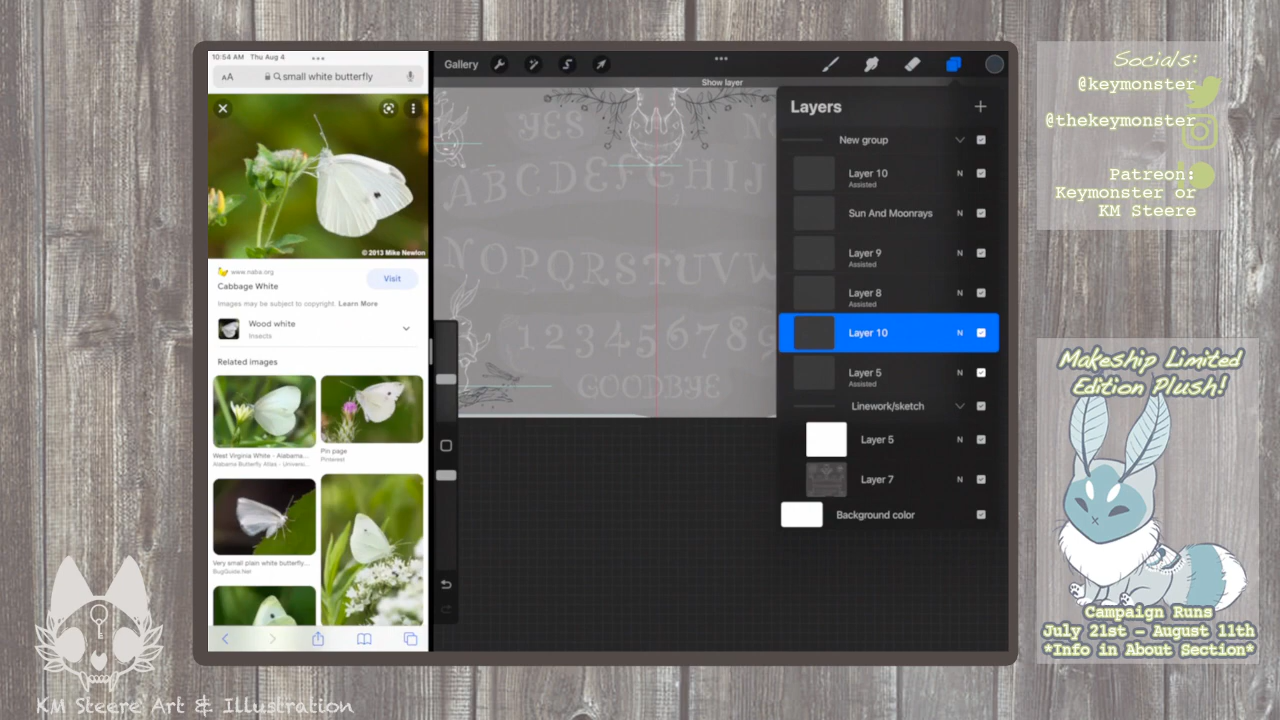 10:54 AM Thu Aug 4
AA
small white butterfly
© 2013 Mike Newlon
www.naba.org
Cabbage White
Visit
Images may be subject to copyright. Learn More
Wood white
Insects
Related images
West Virginia White - Alabama...
Alabama Butterfly Atlas - Univers...
Pin page
Pinterest
Very small plain white butterfly...
BugGuide.Net
Gallery
Show layer
YES
NO
ABCDEFGHIJ
NOPQRSTUVW
123456789
GOODBYE
Layers
New group
Layer 10
N
Assisted
Sun And Moonrays
N
Layer 9
N
Assisted
Layer 8
N
Assisted
Layer 10
N
Layer 5
N
Assisted
Linework/sketch
Layer 5
N
Layer 7
N
Background color
Socials:
@keymonster
@thekeymonster
Patreon:
Keymonster or
KM Steere
Makeship Limited
Edition Plush!
Campaign Runs
July 21st - August 11th
*Info in About Section*
KM Steere Art & Illustration